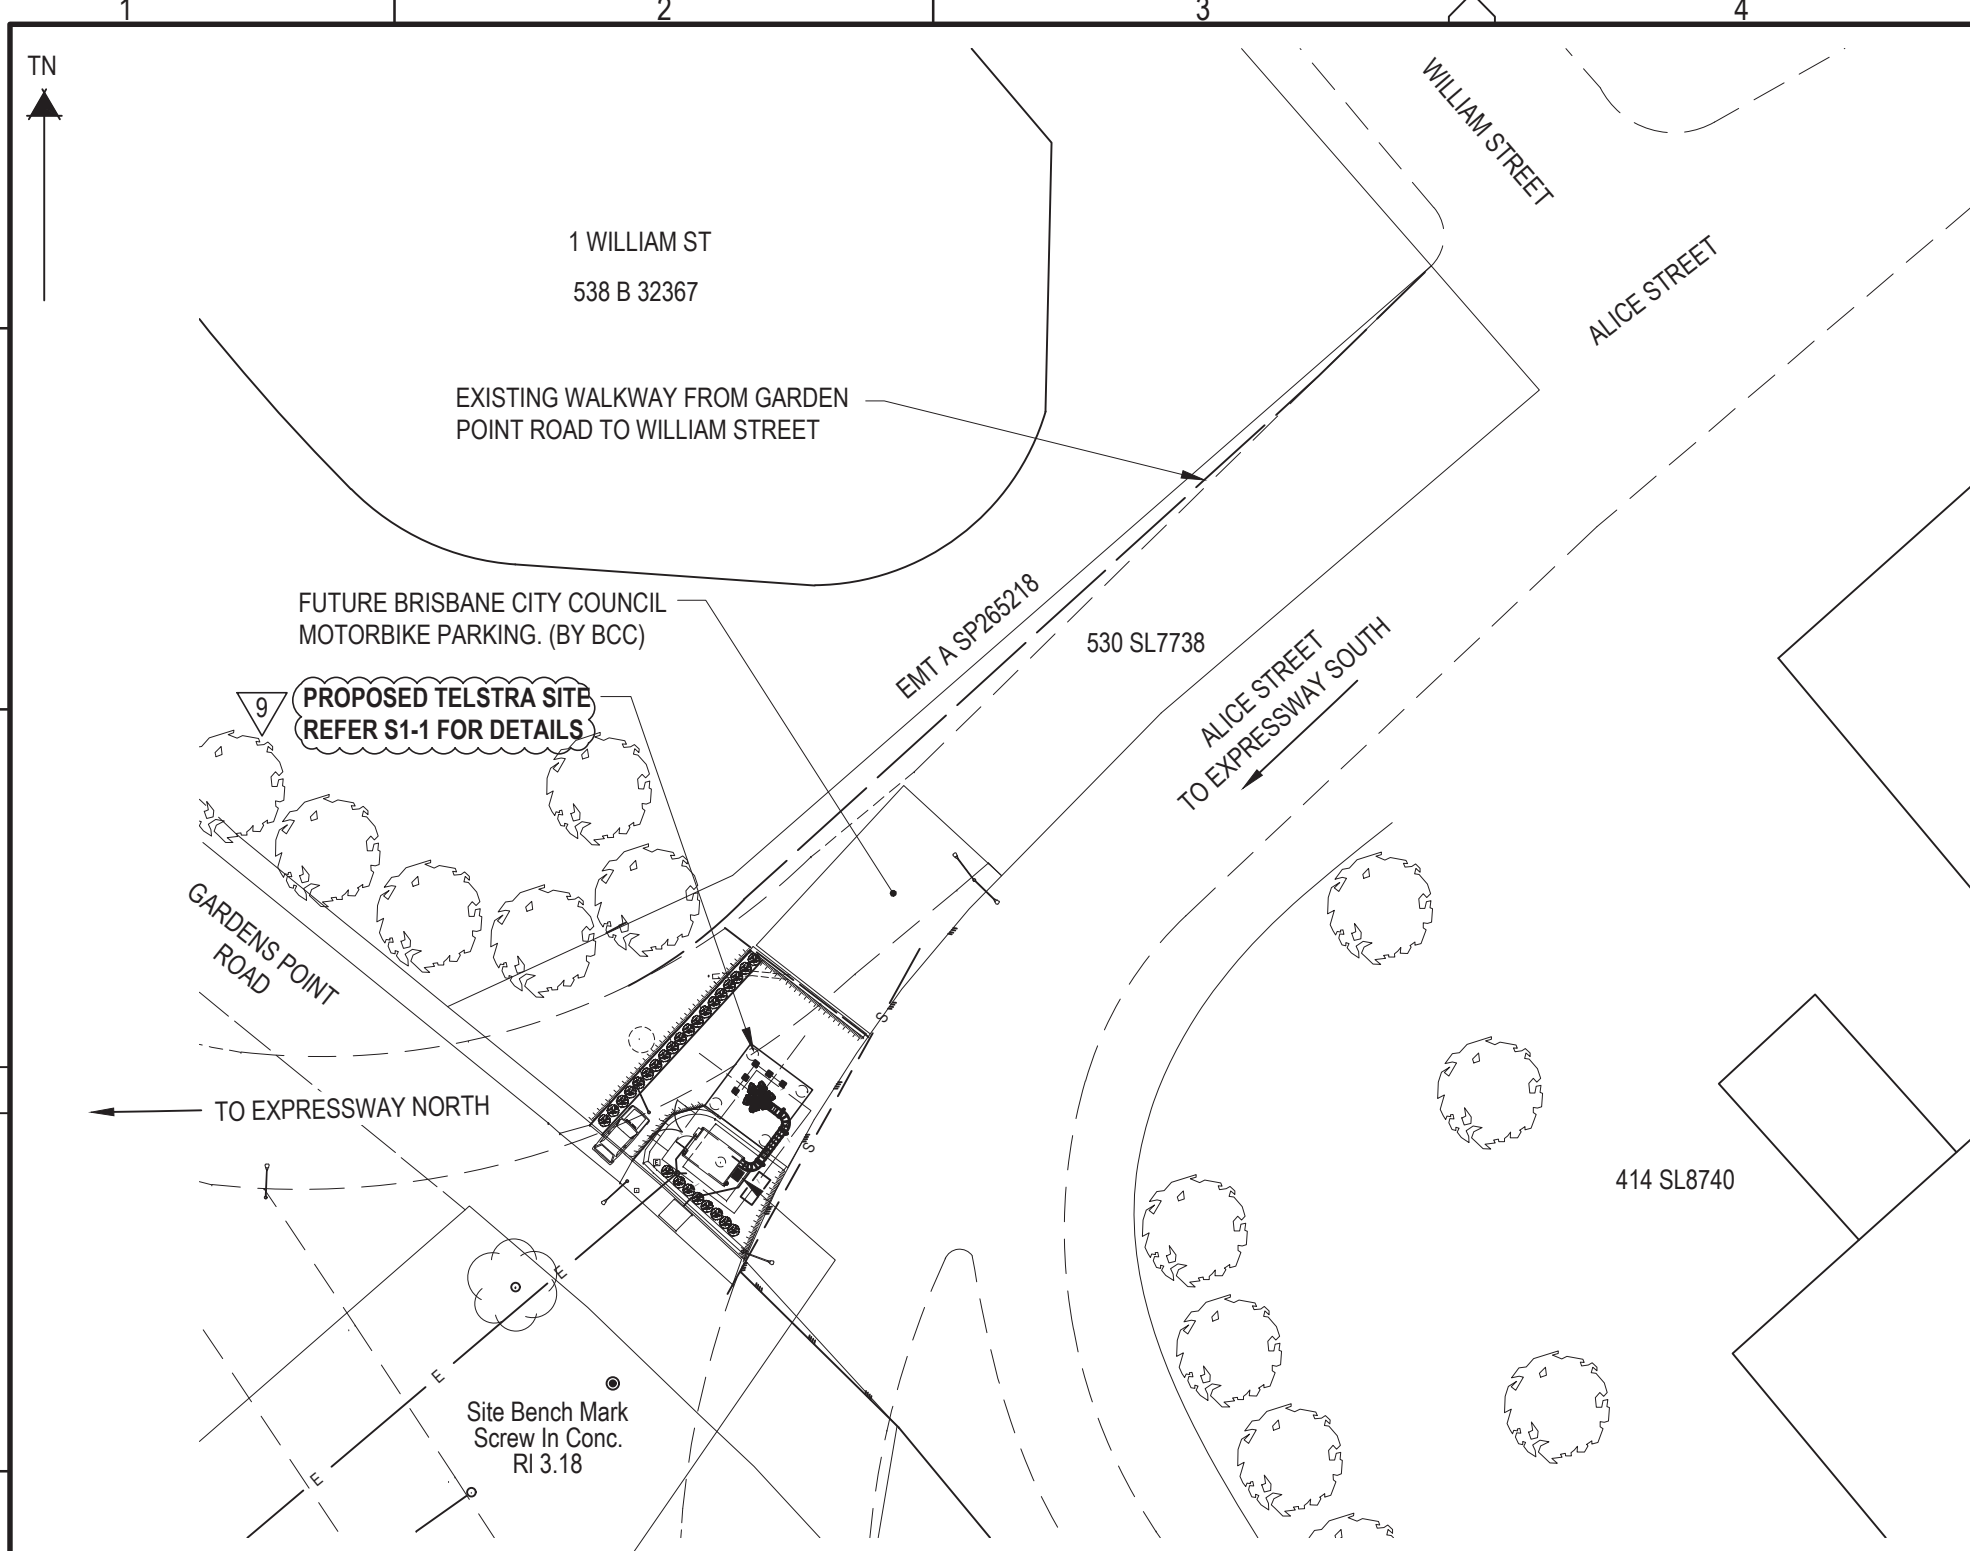 1
2
3
4
TN
WILLIAM STREET
1 WILLIAM ST
538 B 32367
ALICE STREET
EXISTING WALKWAY FROM GARDEN
POINT ROAD TO WILLIAM STREET
FUTURE BRISBANE CITY COUNCIL
MOTORBIKE PARKING. (BY BCC)
EMT A SP265218
530 SL7738
ALICE STREET
TO EXPRESSWAY SOUTH
9
PROPOSED TELSTRA SITE
REFER S1-1 FOR DETAILS
GARDENS POINT
ROAD
S
TO EXPRESSWAY NORTH
S
E
414 SL8740
E
E
E
Site Bench Mark
Screw In Conc.
Rl 3.18